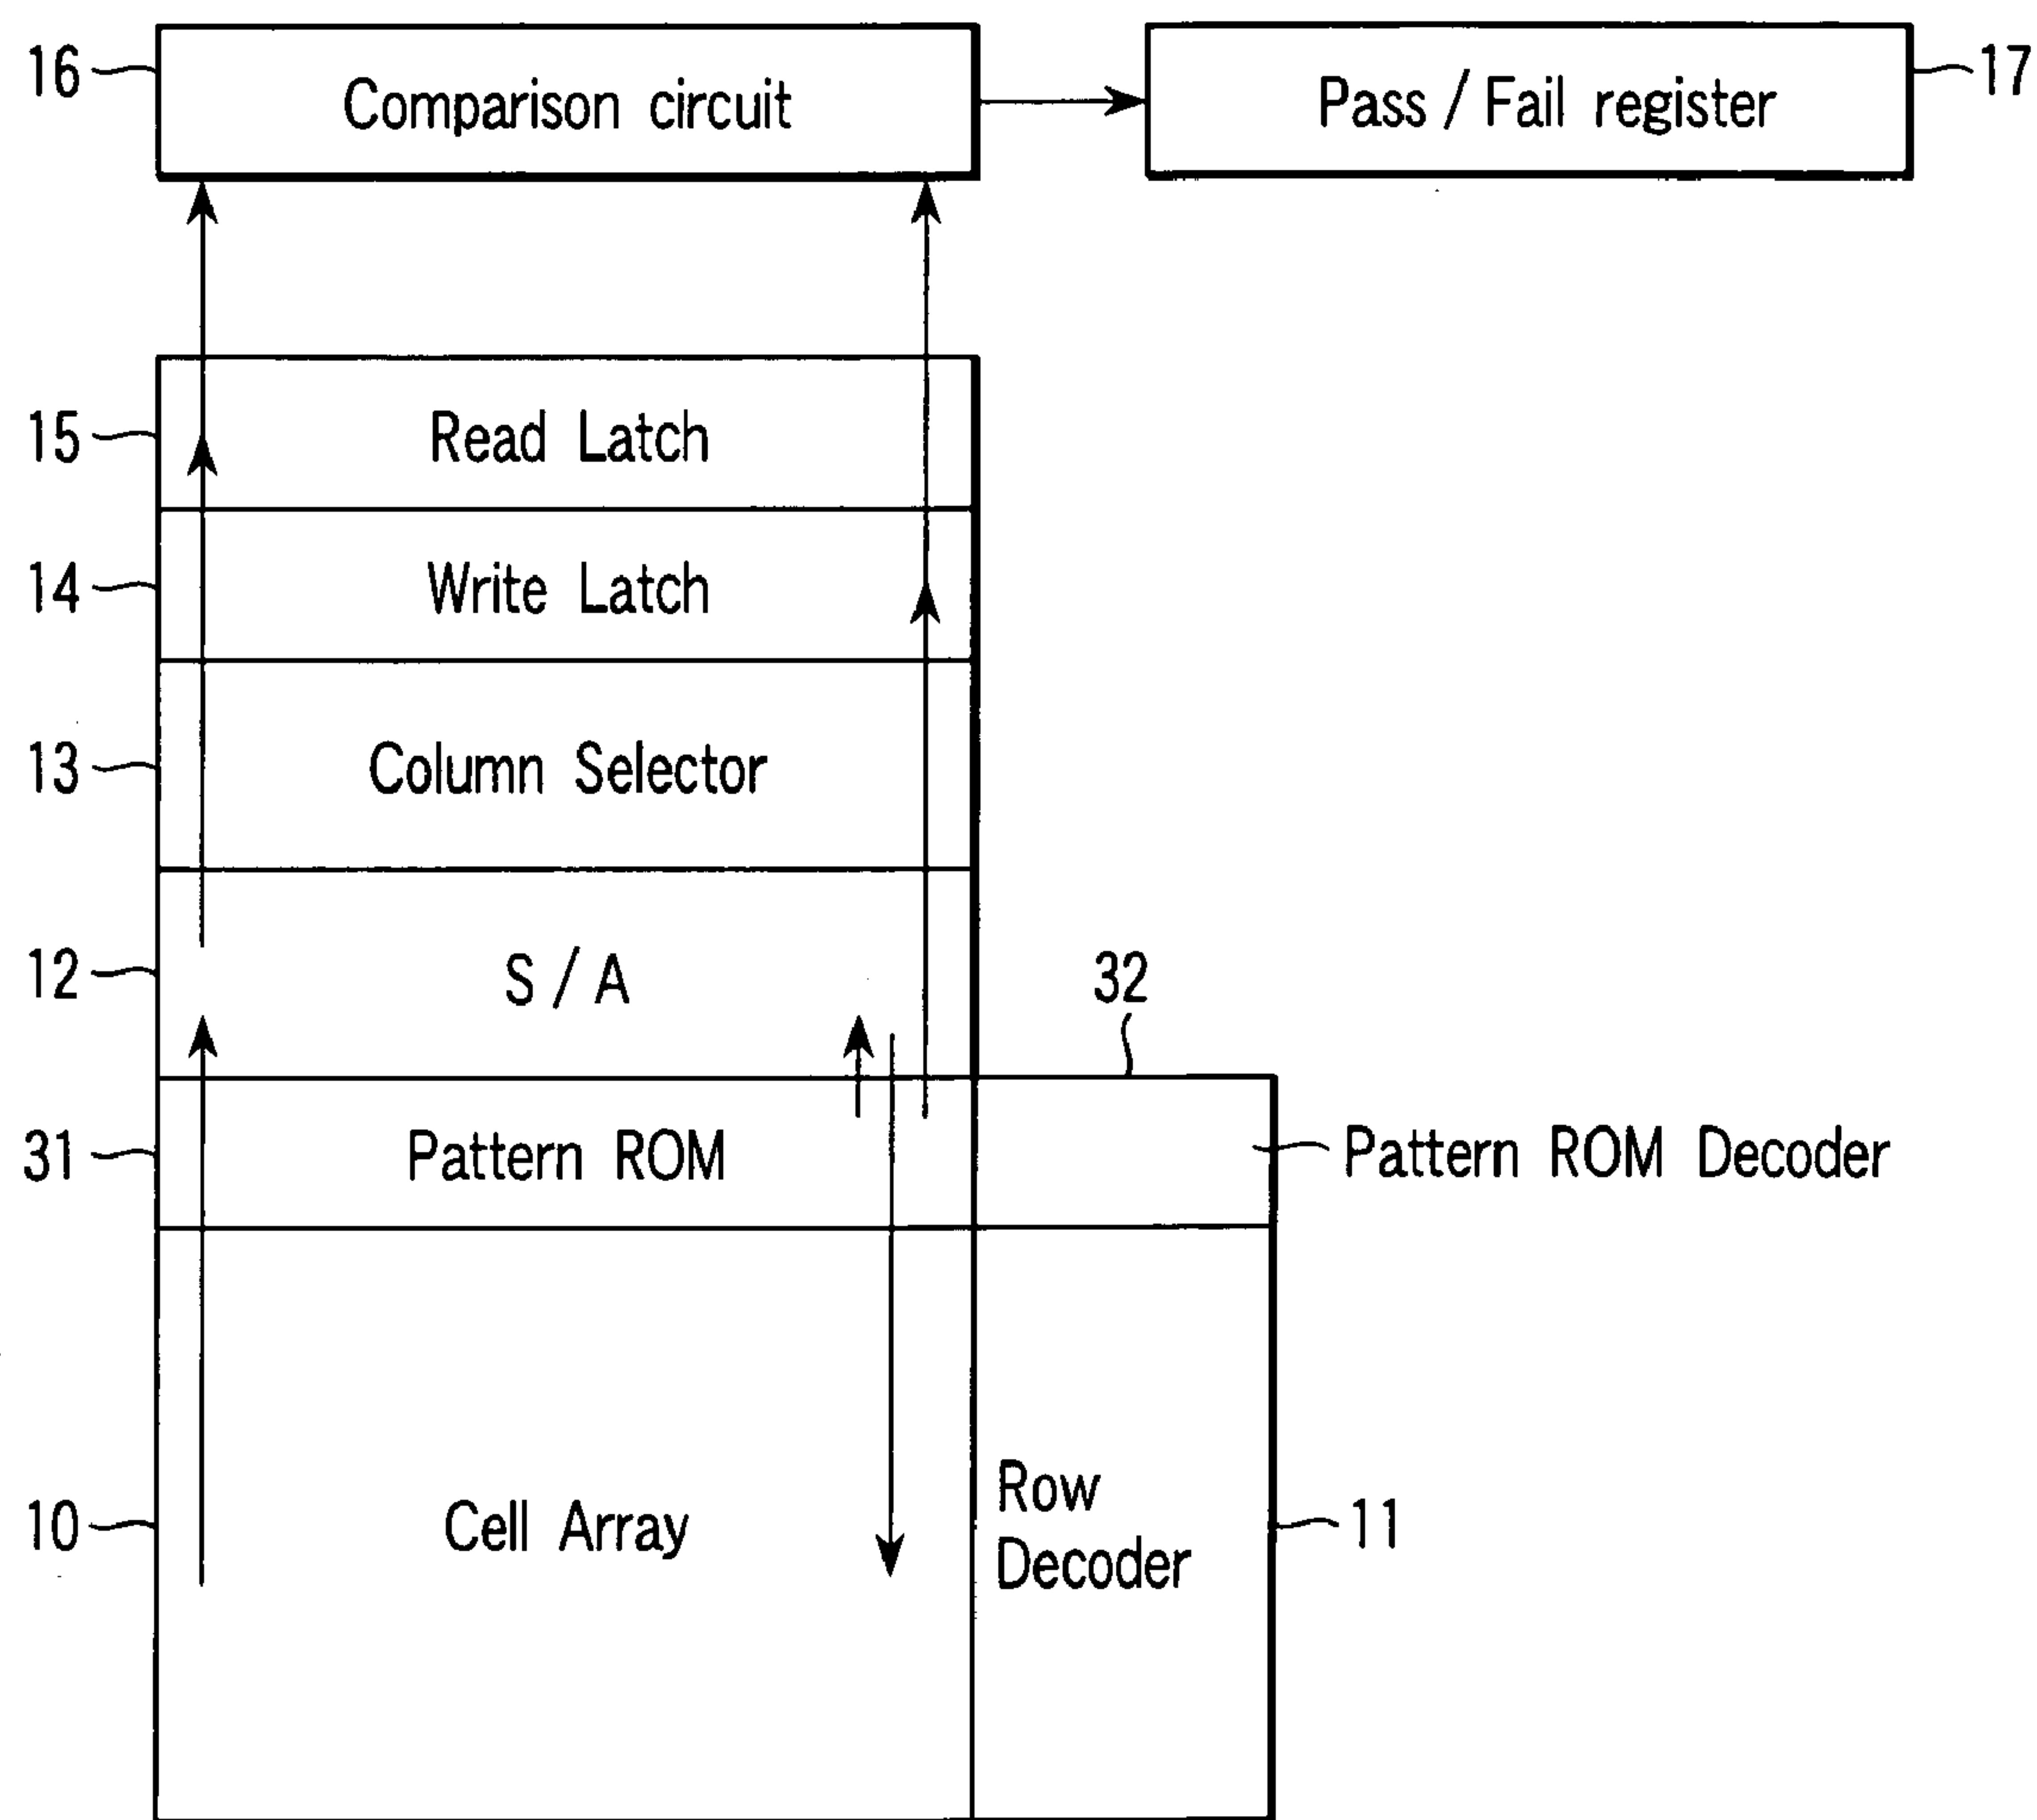 16
Comparison circuit
Pass / Fail register
17
15
Read Latch
14
Write Latch
13
Column Selector
12
S / A
32
31
Pattern ROM
Pattern ROM Decoder
10
Cell Array
Row
Decoder
11